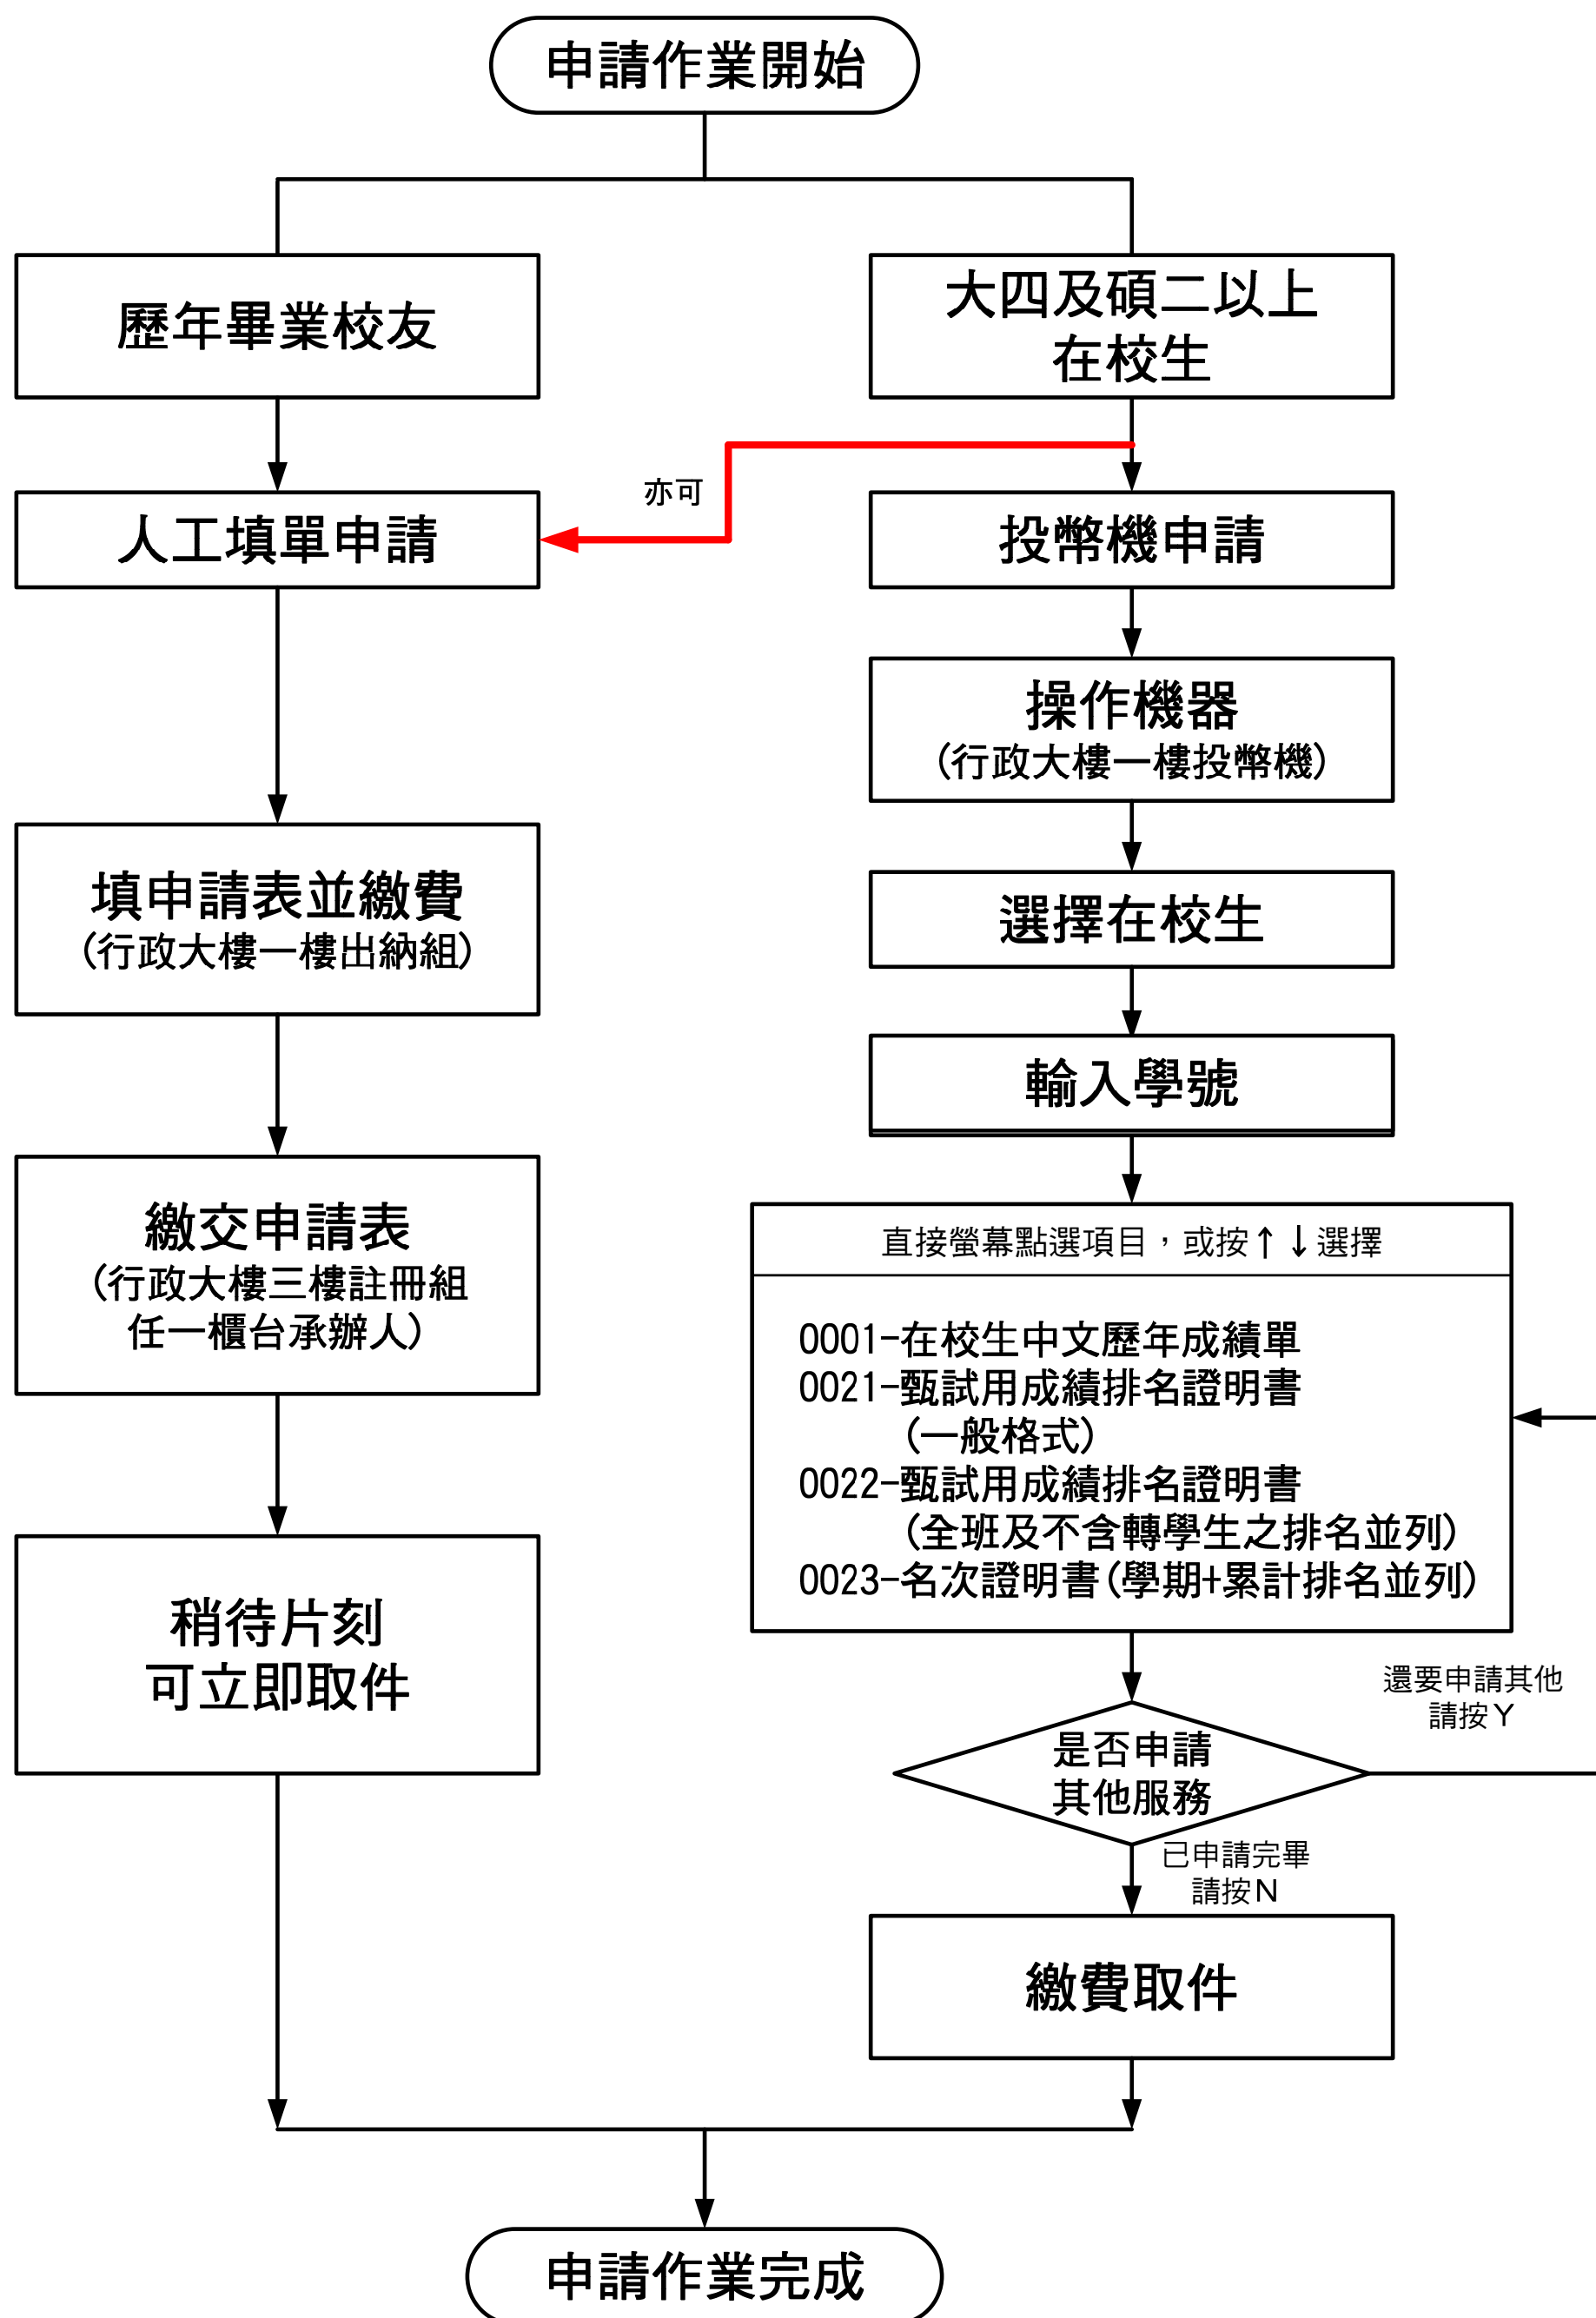 申請作業開始
歷年畢業校友
大四及碩二以上
在校生
亦可
人工填單申請
投幣機申請
操作機器
(行政大樓一樓投幣機)
填申請表並繳費
(行政大樓一樓出納組)
選擇在校生
輸入學號
繳交申請表
(行政大樓三樓註冊組
任一櫃台承辦人)
直接螢幕點選項目，或按↑↓選擇
0001-在校生中文歷年成績單
0021-甄試用成績排名證明書
(一般格式)
0022-甄試用成績排名證明書
(全班及不含轉學生之排名並列)
0023-名次證明書(學期+累計排名並列)
稍待片刻
可立即取件
還要申請其他
請按Y
是否申請
其他服務
已申請完畢
請按N
繳費取件
申請作業完成